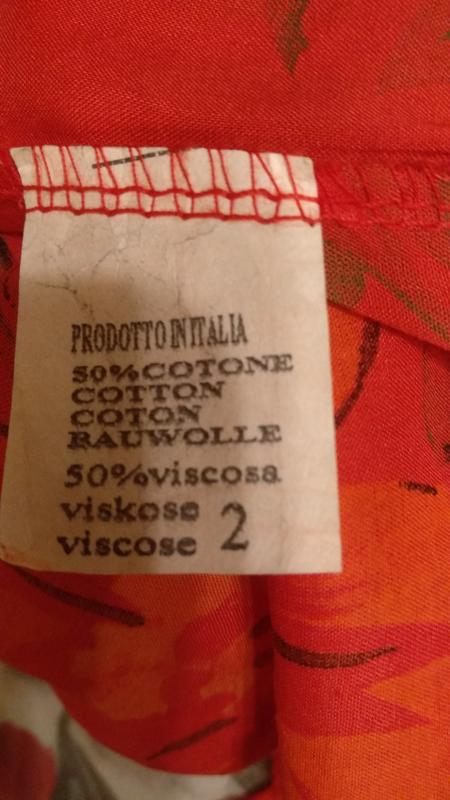 PRODOTTO IN ITALIA
50%COTONE
COTTON
COTON
BAUWOLLE
50%viscosa
viskose
viscose 2